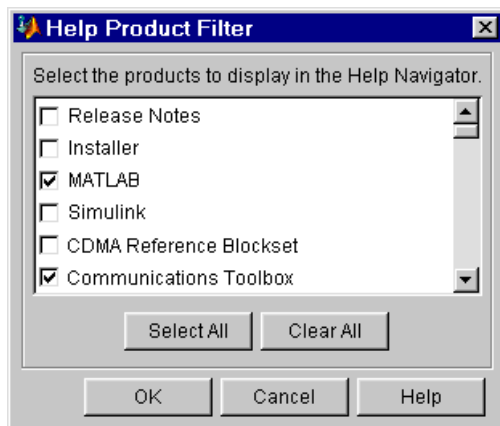 Help Product Filter
Select the products to display in the Help Navigator.
Release Notes
Installer
MATLAB
Simulink
CDMA Reference Blockset
Communications Toolbox
Select All Clear All
OK Cancel Help